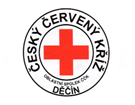 ČESKÝ ČERVENÝ KŘÍŽ
OBLASTNÍ SPOLEK ČČK
DĚČÍN